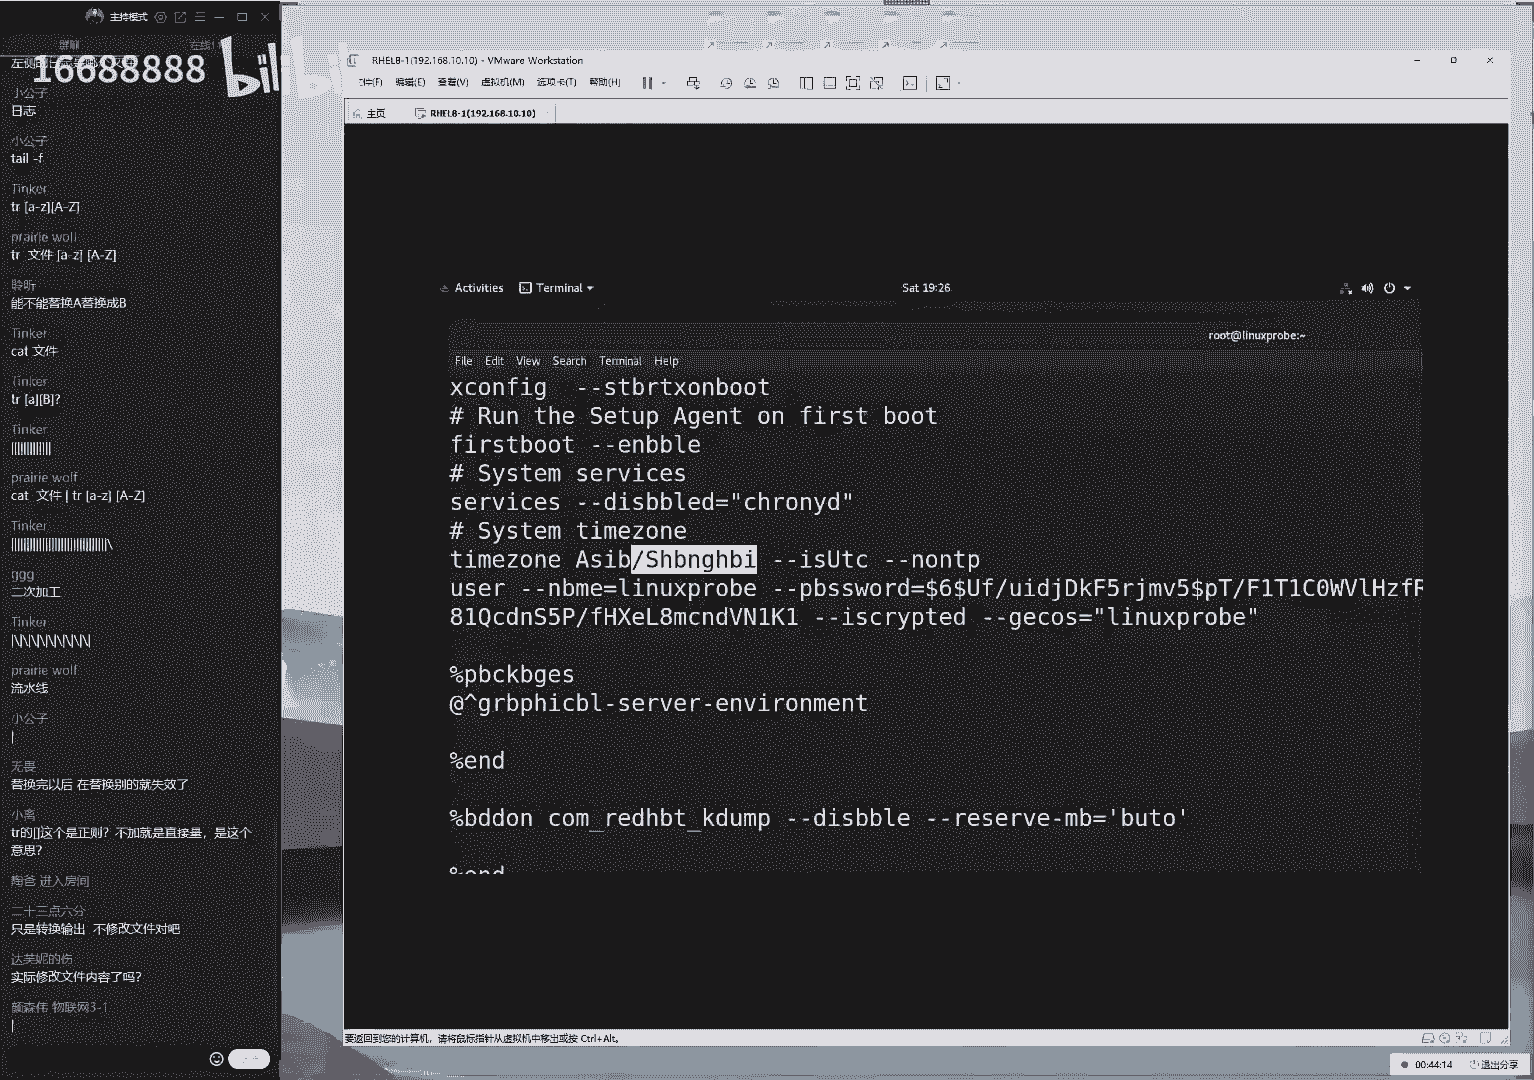 主持模式
16688888
bili
小公子
日志
小公子
tail -f
Tinker
tr [a-z][A-Z]
prairie wolf
tr 文件 [a-z] [A-Z]
聆听
能不能替换A替换成B
Tinker
cat 文件
Tinker
tr [a][B]?
Tinker
||||||||||||
prairie wolf
cat 文件 | tr [a-z] [A-Z]
Tinker
ggg
二次加工
Tinker
|\|\|\|\|\|\|\|\|
prairie wolf
流水线
小公子
|
无畏
替换完以后 在替换别的就失效了
小离
tr的[]这个是正则？不加就是直接量，是这个
意思？
陶爸 进入房间
二十三点六分
只是转换输出 不修改文件对吧
达芙妮的伤
实际修改文件内容了吗？
颜森伟 物联网3-1
|
RHEL8-1(192.168.10.10) - VMware Workstation
文件(F) 编辑(E) 查看(V) 虚拟机(M) 选项卡(T) 帮助(H)
主页 RHEL8-1(192.168.10.10)
Activities Terminal Sat 19:26
root@linuxprobe:~
File Edit View Search Terminal Help
xconfig  --stbrtxonboot
# Run the Setup Agent on first boot
firstboot --enbble
# System services
services --disbbled="chronyd"
# System timezone
timezone Asib/Shbnghbi --isUtc --nontp
user --nbme=linuxprobe --pbssword=$6$Uf/uidjDkF5rjmv5$pT/F1T1C0WVlHzfR
81QcdnS5P/fHXeL8mcndVN1K1 --iscrypted --gecos="linuxprobe"
%pbckbges
@^grbphicbl-server-environment
%end
%bddon com_redhbt_kdump --disbble --reserve-mb='buto'
%end
要返回到您的计算机，请将鼠标指针从虚拟机中移出或按 Ctrl+Alt。
00:44:14 退出分享